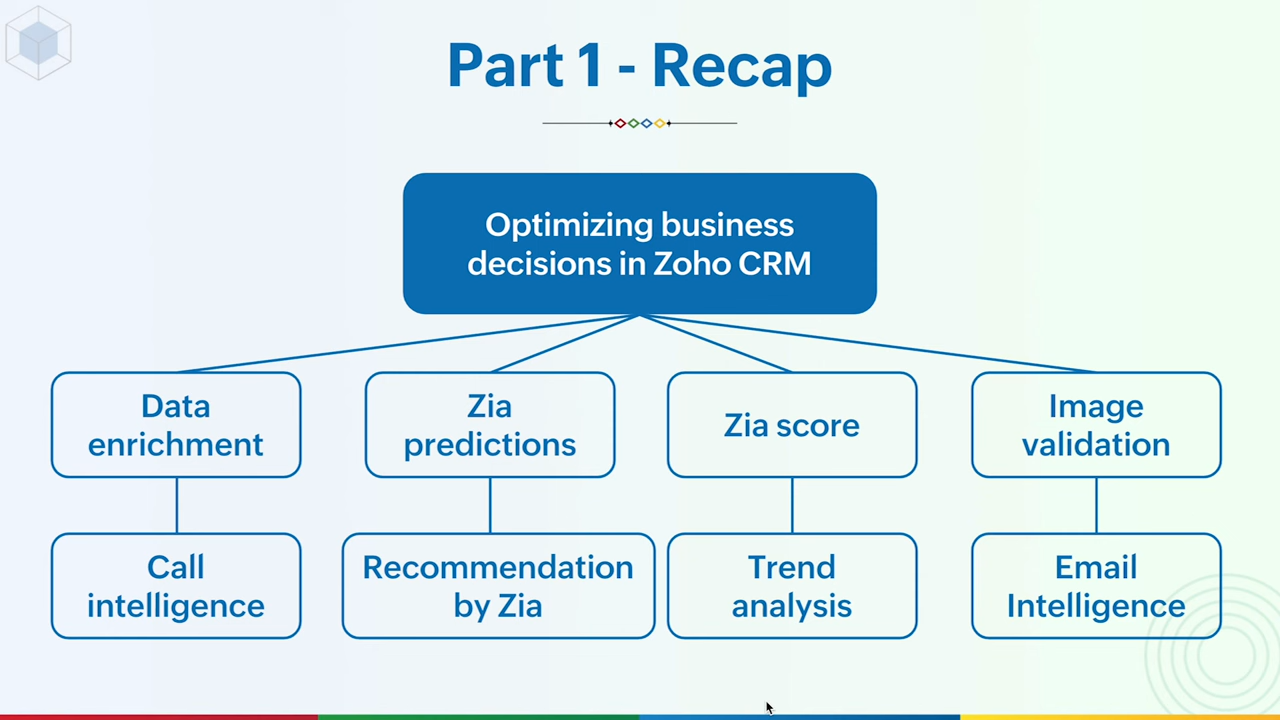 Part 1 - Recap
Optimizing business
decisions in Zoho CRM
Data
enrichment
Zia
predictions
Zia score
Image
validation
Call
intelligence
Recommendation
by Zia
Trend
analysis
Email
Intelligence